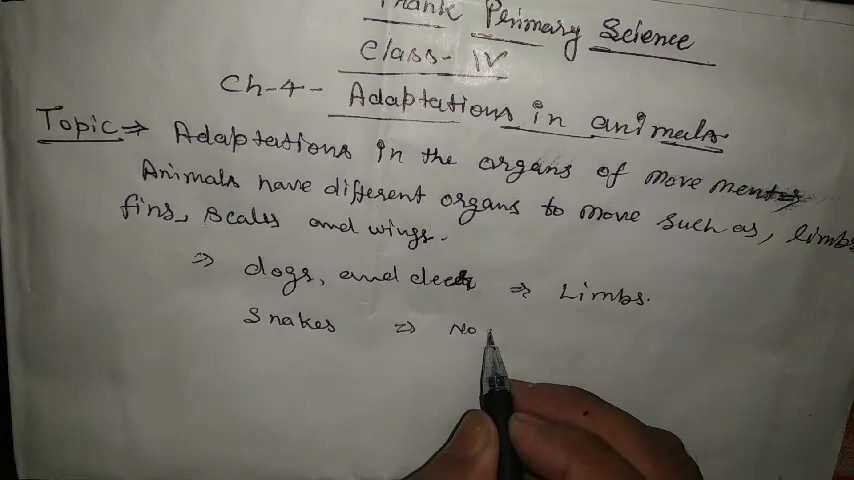 Primary Science
Class- IV
Ch-4- Adaptations in animals
Topic ⇒ Adaptations in the organs of movement
Animals have different organs to move such as, limbs
fins, scales and wings.
⇒ dogs, and deer ⇒ Limbs.
Snakes ⇒ No